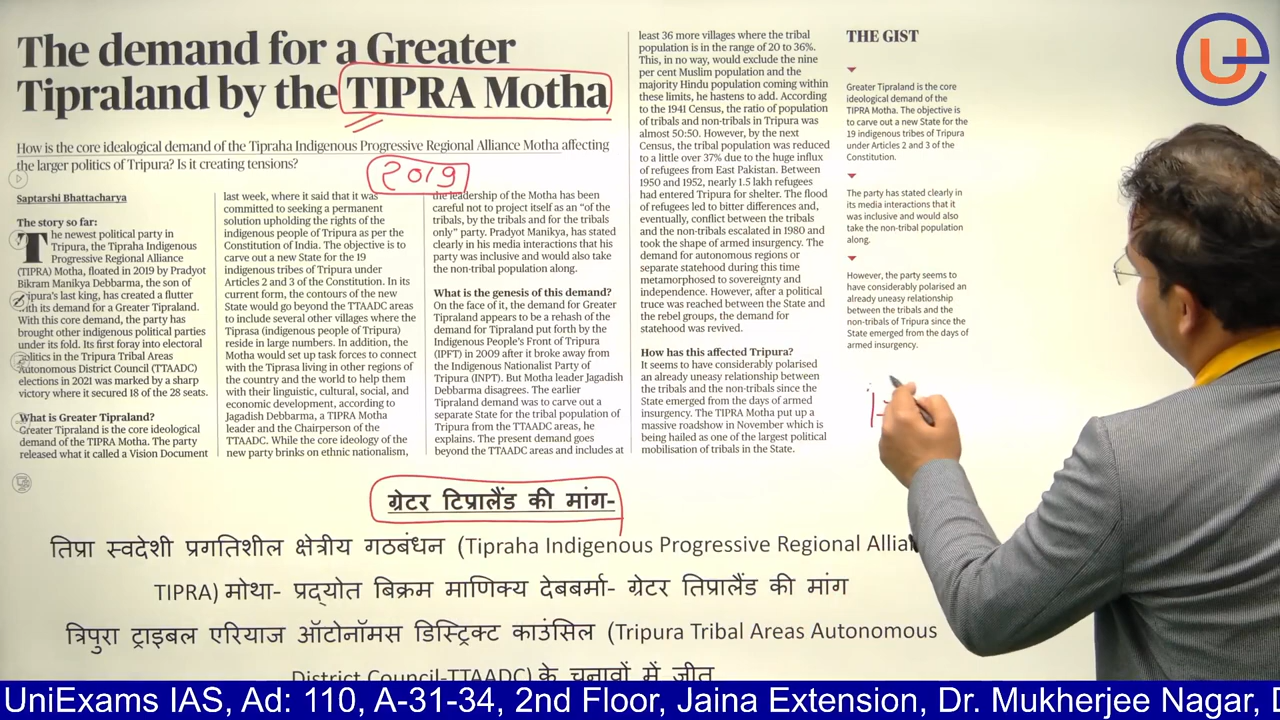 The demand for a Greater
Tipraland by the TIPRA Motha
How is the core idealogical demand of the Tipraha Indigenous Progressive Regional Alliance Motha affecting
the larger politics of Tripura? Is it creating tensions?
2019
Saptarshi Bhattacharya
The story so far:
The newest political party in
Tripura, the Tipraha Indigenous
Progressive Regional Alliance
(TIPRA) Motha, floated in 2019 by Pradyot
Bikram Manikya Debbarma, the son of
Tripura's last king, has created a flutter
with its demand for a Greater Tipraland.
With this core demand, the party has
brought other indigenous political parties
under its fold. Its first foray into electoral
politics in the Tripura Tribal Areas
Autonomous District Council (TTAADC)
elections in 2021 was marked by a sharp
victory where it secured 18 of the 28 seats.
What is Greater Tipraland?
Greater Tipraland is the core ideological
demand of the TIPRA Motha. The party
released what it called a Vision Document
last week, where it said that it was
committed to seeking a permanent
solution upholding the rights of the
indigenous people of Tripura as per the
Constitution of India. The objective is to
carve out a new State for the 19
indigenous tribes of Tripura under
Articles 2 and 3 of the Constitution. In its
current form, the contours of the new
State would go beyond the TTAADC areas
to include several other villages where the
Tiprasa (indigenous people of Tripura)
reside in large numbers. In addition, the
Motha would set up task forces to connect
with the Tiprasa living in other regions of
the country and the world to help them
with their linguistic, cultural, social, and
economic development, according to
Jagadish Debbarma, a TIPRA Motha
leader and the Chairperson of the
TTAADC. While the core ideology of the
new party brinks on ethnic nationalism,
the leadership of the Motha has been
careful not to project itself as an "of the
tribals, by the tribals and for the tribals
only" party. Pradyot Manikya, has stated
clearly in his media interactions that his
party was inclusive and would also take
the non-tribal population along.
What is the genesis of this demand?
On the face of it, the demand for Greater
Tipraland appears to be a rehash of the
demand for Tipraland put forth by the
Indigenous People's Front of Tripura
(IPFT) in 2009 after it broke away from
the Indigenous Nationalist Party of
Tripura (INPT). But Motha leader Jagadish
Debbarma disagrees. The earlier
Tipraland demand was to carve out a
separate State for the tribal population of
Tripura from the TTAADC areas, he
explains. The present demand goes
beyond the TTAADC areas and includes at
least 36 more villages where the tribal
population is in the range of 20 to 36%.
This, in no way, would exclude the nine
per cent Muslim population and the
majority Hindu population coming within
these limits, he hastens to add. According
to the 1941 Census, the ratio of population
of tribals and non-tribals in Tripura was
almost 50:50. However, by the next
Census, the tribal population was reduced
to a little over 37% due to the huge influx
of refugees from East Pakistan. Between
1950 and 1952, nearly 1.5 lakh refugees
had entered Tripura for shelter. The flood
of refugees led to bitter differences and,
eventually, conflict between the tribals
and the non-tribals escalated in 1980 and
took the shape of armed insurgency. The
demand for autonomous regions or
separate statehood during this time
metamorphosed to sovereignty and
independence. However, after a political
truce was reached between the State and
the rebel groups, the demand for
statehood was revived.
How has this affected Tripura?
It seems to have considerably polarised
an already uneasy relationship between
the tribals and the non-tribals since the
State emerged from the days of armed
insurgency. The TIPRA Motha put up a
massive roadshow in November which is
being hailed as one of the largest political
mobilisation of tribals in the State.
THE GIST
Greater Tipraland is the core
ideological demand of the
TIPRA Motha. The objective is
to carve out a new State for the
19 indigenous tribes of Tripura
under Articles 2 and 3 of the
Constitution.
The party has stated clearly in
its media interactions that it
was inclusive and would also
take the non-tribal population
along.
However, the party seems to
have considerably polarised an
already uneasy relationship
between the tribals and the
non-tribals of Tripura since the
State emerged from the days of
armed insurgency.
ग्रेटर टिप्रालैंड की मांग-
तिप्रा स्वदेशी प्रगतिशील क्षेत्रीय गठबंधन (Tipraha Indigenous Progressive Regional
TIPRA) मोथा- प्रद्योत बिक्रम माणिक्य देबबर्मा- ग्रेटर तिप्रालैंड की मांग
त्रिपुरा ट्राइबल एरियाज ऑटोनॉमस डिस्ट्रिक्ट काउंसिल (Tripura Tribal Areas Autonomous
District Council-TTAADC) के चुनावों में जीत
UniExams IAS, Ad: 110, A-31-34, 2nd Floor, Jaina Extension, Dr. Mukherjee Nagar,